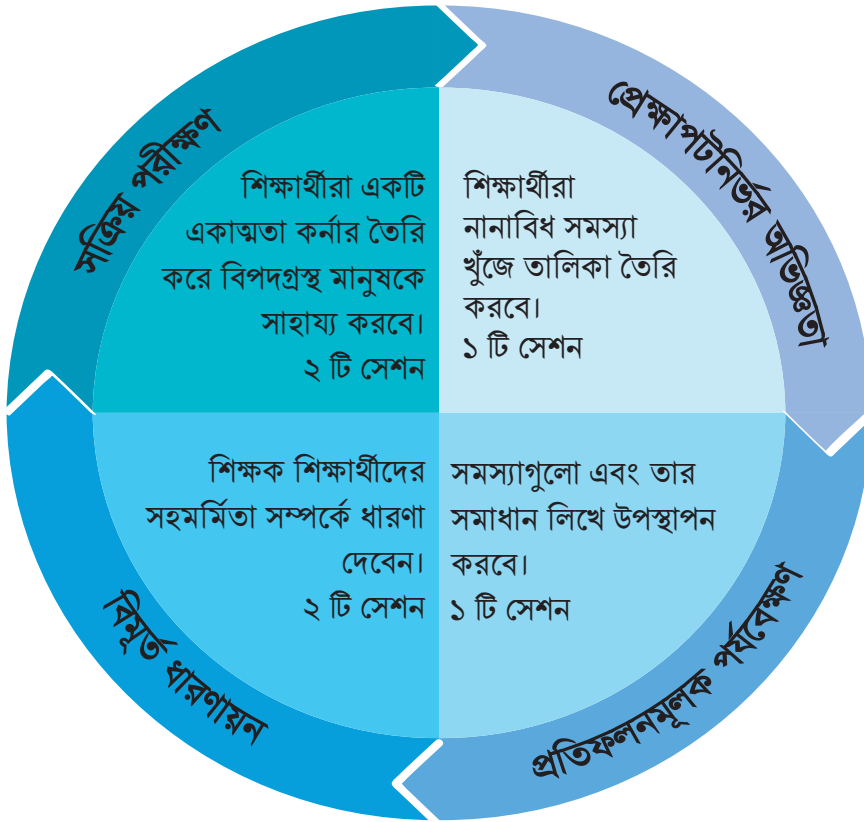 প্রেক্ষাপটনির্ভর অভিজ্ঞতা
শিক্ষার্থীরা
নানাবিধ সমস্যা
খুঁজে তালিকা তৈরি
করবে।
১ টি সেশন
প্রতিফলনমূলক পর্যবেক্ষণ
সমস্যাগুলো এবং তার
সমাধান লিখে উপস্থাপন
করবে।
১ টি সেশন
বিমূর্ত ধারণায়ন
শিক্ষক শিক্ষার্থীদের
সহমর্মিতা সম্পর্কে ধারণা
দেবেন।
২ টি সেশন
সক্রিয় পরীক্ষণ
শিক্ষার্থীরা একটি
একাত্মতা কর্নার তৈরি
করে বিপদগ্রস্থ মানুষকে
সাহায্য করবে।
২ টি সেশন